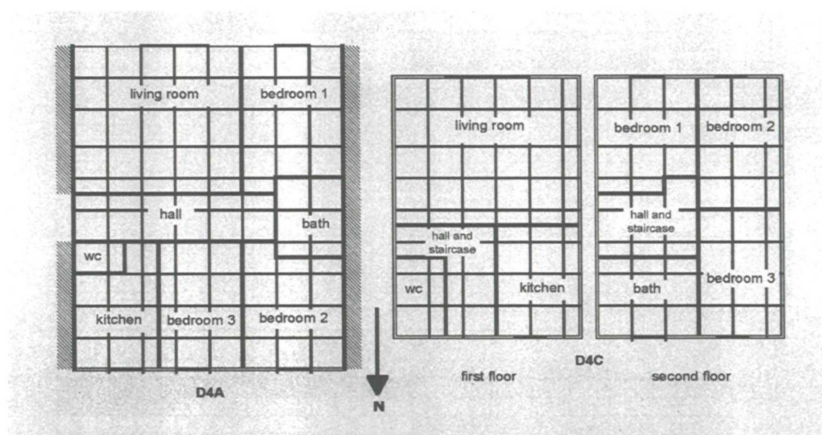 living room
bedroom 1
hall
bath
wc
kitchen
bedroom 3
bedroom 2
D4A
N
living room
hall and
staircase
wc
kitchen
first floor
D4C
bedroom 1
bedroom 2
hall and
staircase
bath
bedroom 3
second floor